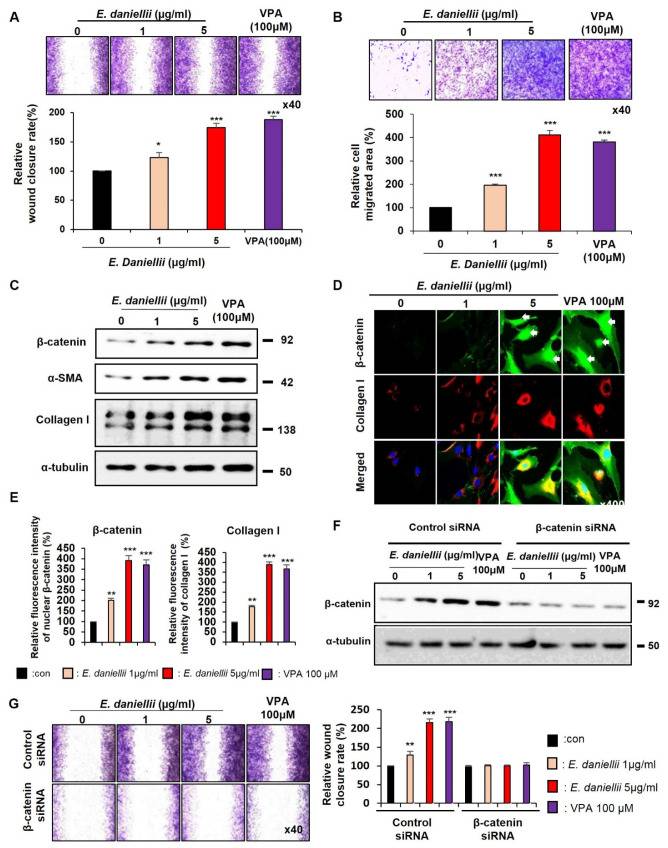 A
E. daniellii (µg/ml)
VPA
(100µM)
0 1 5
x40
Relative
wound closure rate(%)
200
150
100
50
0
* *** ***
0 1 5 VPA(100µM)
E. Daniellii (µg/ml)
B
E. daniellii (µg/ml)
VPA
(100µM)
0 1 5
x40
Relative cell
migrated area (%)
500
400
300
200
100
0
*** *** ***
0 1 5 VPA
(100µM)
E. Daniellii (µg/ml)
C
E. daniellii (µg/ml) VPA
(100µM)
0 1 5
β-catenin 92
α-SMA 42
Collagen I 138
α-tubulin 50
D
E. daniellii (µg/ml)
0 1 5 VPA 100µM
β-catenin
Collagen I
Merged
x400
E
β-catenin
Relative fluorescence intensity
of nuclear β-catenin (%)
450
400
350
300
250
200
150
100
50
0
** *** ***
Collagen I
Relative fluorescence
intensity of collagen I (%)
450
400
350
300
250
200
150
100
50
0
** *** ***
:con : E. daniellii 1µg/ml : E. daniellii 5µg/ml : VPA 100 µM
F
Control siRNA β-catenin siRNA
E. daniellii (µg/ml) VPA
100µM
0 1 5
E. daniellii (µg/ml) VPA
100µM
0 1 5
β-catenin 92
α-tubulin 50
G
E. daniellii (µg/ml)
VPA
100µM
0 1 5
Control
siRNA
β-catenin
siRNA
x40
Relative wound
closure rate (%)
250
200
150
100
50
0
** *** ***
Control
siRNA
β-catenin
siRNA
:con
: E. daniellii 1µg/ml
: E. daniellii 5µg/ml
: VPA 100 µM